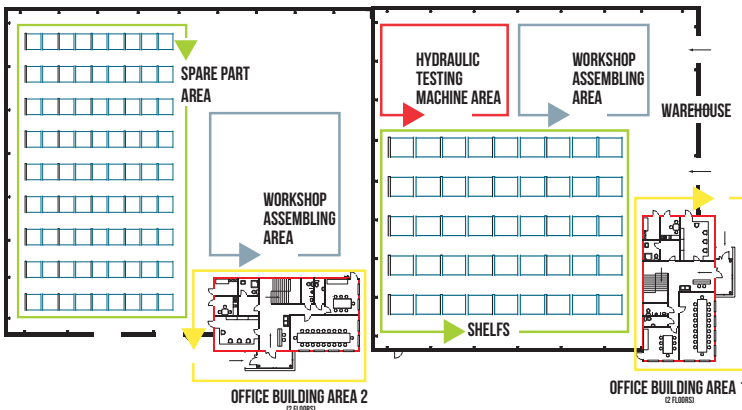 SPARE PART
AREA
WORKSHOP
ASSEMBLING
AREA
HYDRAULIC
TESTING
MACHINE AREA
WORKSHOP
ASSEMBLING
AREA
WAREHOUSE
SHELFS
OFFICE BUILDING AREA 2
(2 FLOORS)
OFFICE BUILDING AREA 1
(2 FLOORS)